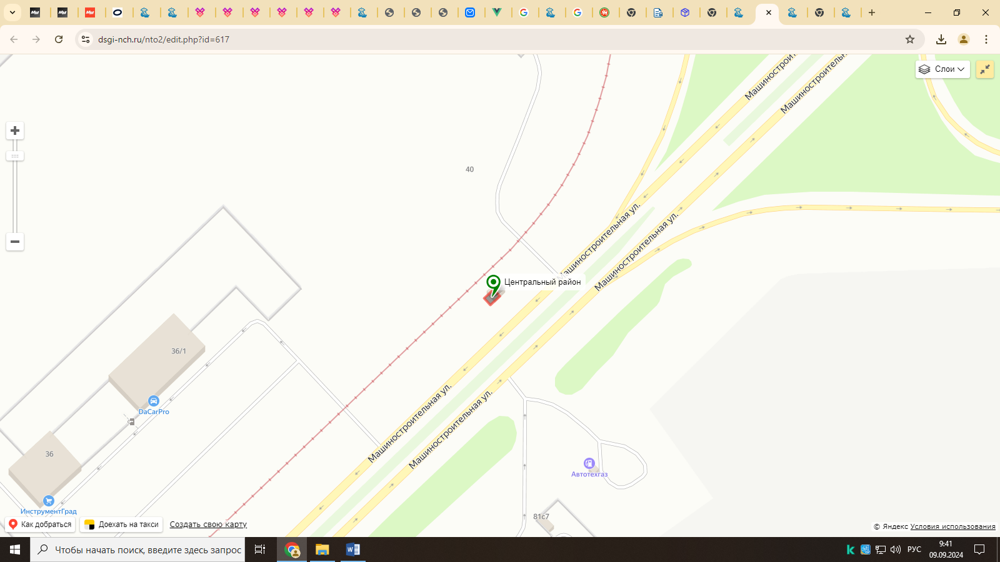 dsgi-nch.ru/nto2/edit.php?id=617
Слои
Машиностроительная ул.
Машиностроительная ул.
40
Центральный район
36/1
DaCarPro
36
ИнструментГрад
Машиностроительная ул.
Машиностроительная ул.
Автотехгаз
81с7
Как добраться
Доехать на такси
Создать свою карту
© Яндекс Условия использования
Чтобы начать поиск, введите здесь запрос
РУС
9:41
09.09.2024